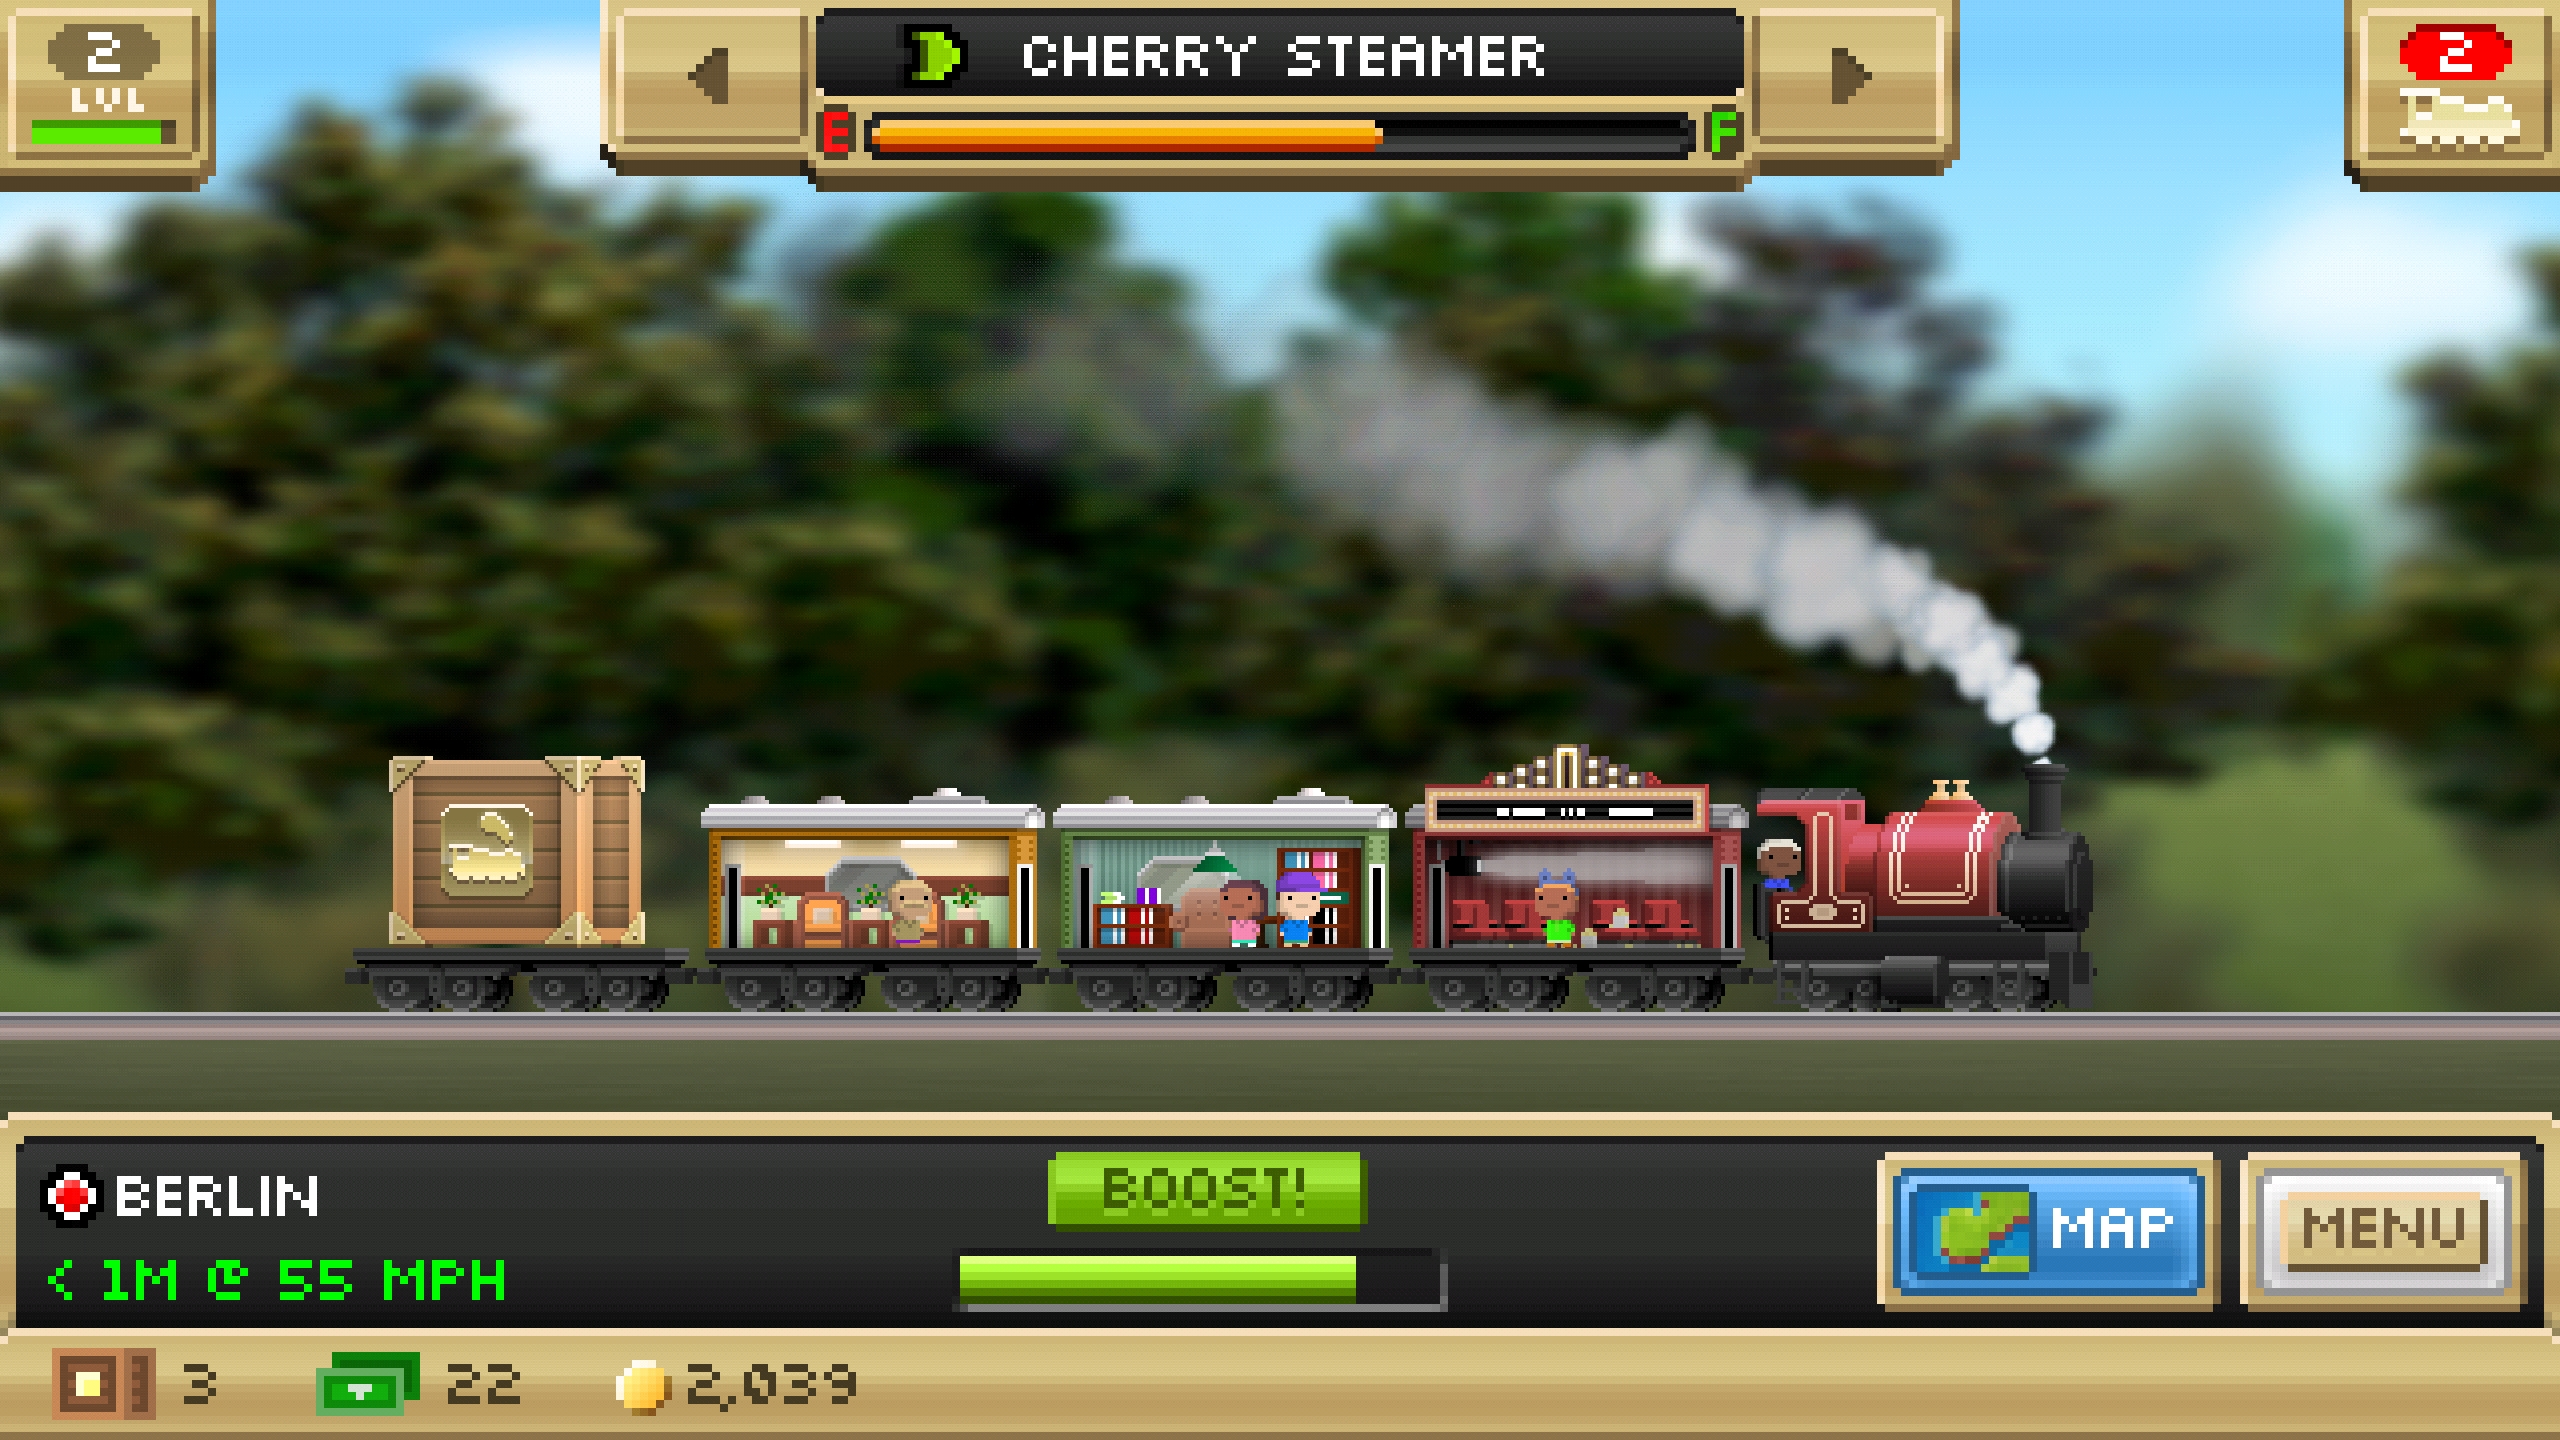 2
LVL
CHERRY STEAMER
E
F
2
BERLIN
< 1M @ 55 MPH
BOOST!
MAP
MENU
3
22
2,039